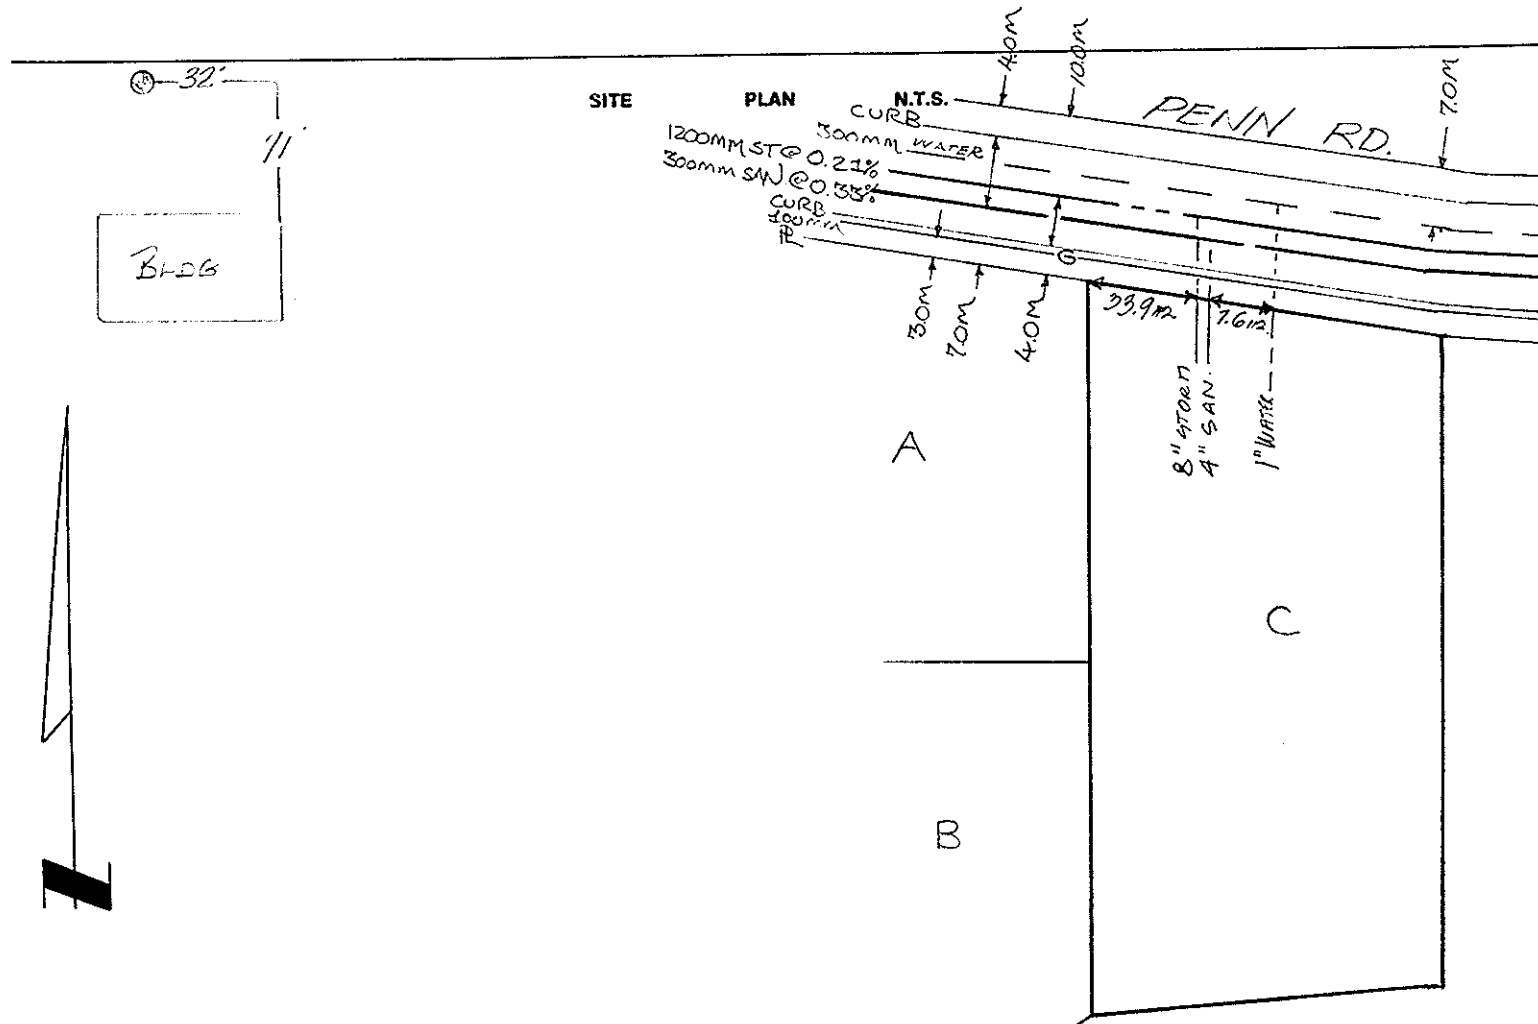 4.0M
10.0M
7.0M
32'
SITE PLAN N.T.S.
PENN RD.
CURB
300MM WATER
1200MM ST @ 0.21%
300MM SAN @ 0.33%
CURB
100MM
PL
G
11'
BLDG
33.9m
7.6m
3.0M
7.0M
4.0M
8" STORM
4" SAN.
1" WATER
A
C
B
N